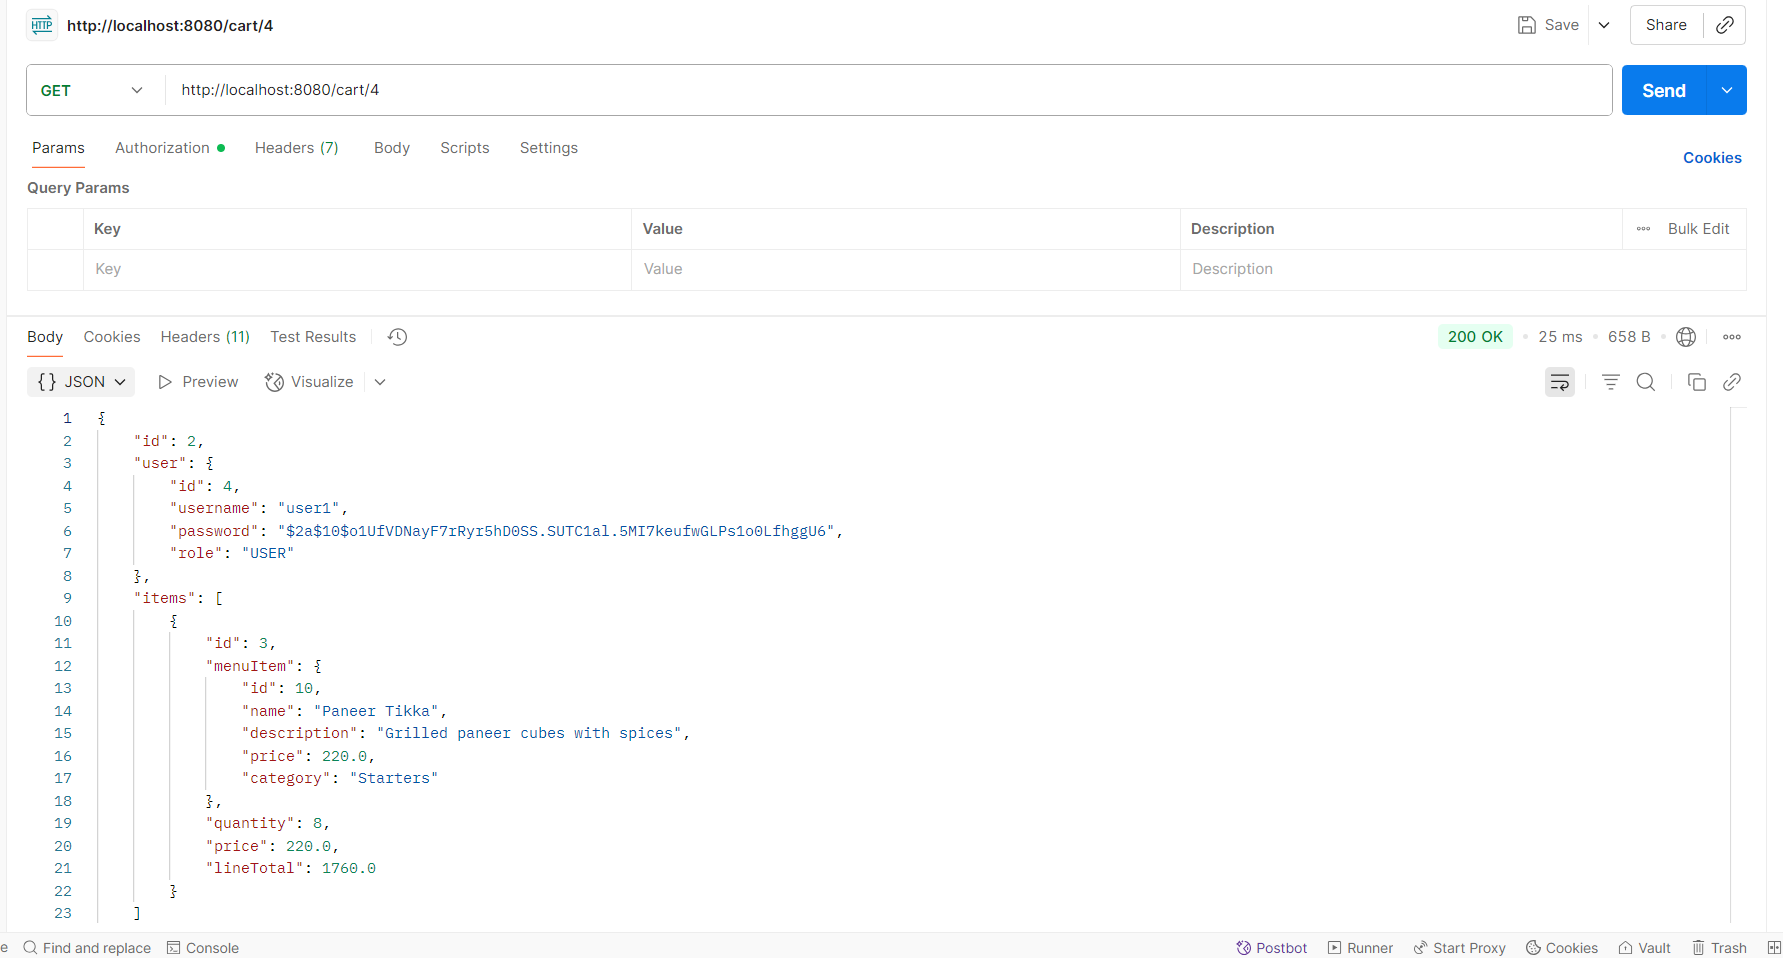 HTTP http://localhost:8080/cart/4 Save Share
GET http://localhost:8080/cart/4 Send
Params Authorization Headers (7) Body Scripts Settings Cookies
Query Params
Key Value Description Bulk Edit
Key Value Description
Body Cookies Headers (11) Test Results 200 OK 25 ms 658 B
{} JSON Preview Visualize
1 {
2 "id": 2,
3 "user": {
4 "id": 4,
5 "username": "user1",
6 "password": "$2a$10$o1UfVDNayF7rRyr5hD0SS.SUTC1al.5MI7keufwGLPs1o0LfhggU6",
7 "role": "USER"
8 },
9 "items": [
10 {
11 "id": 3,
12 "menuItem": {
13 "id": 10,
14 "name": "Paneer Tikka",
15 "description": "Grilled paneer cubes with spices",
16 "price": 220.0,
17 "category": "Starters"
18 },
19 "quantity": 8,
20 "price": 220.0,
21 "lineTotal": 1760.0
22 }
23 ]
e Find and replace Console Postbot Runner Start Proxy Cookies Vault Trash